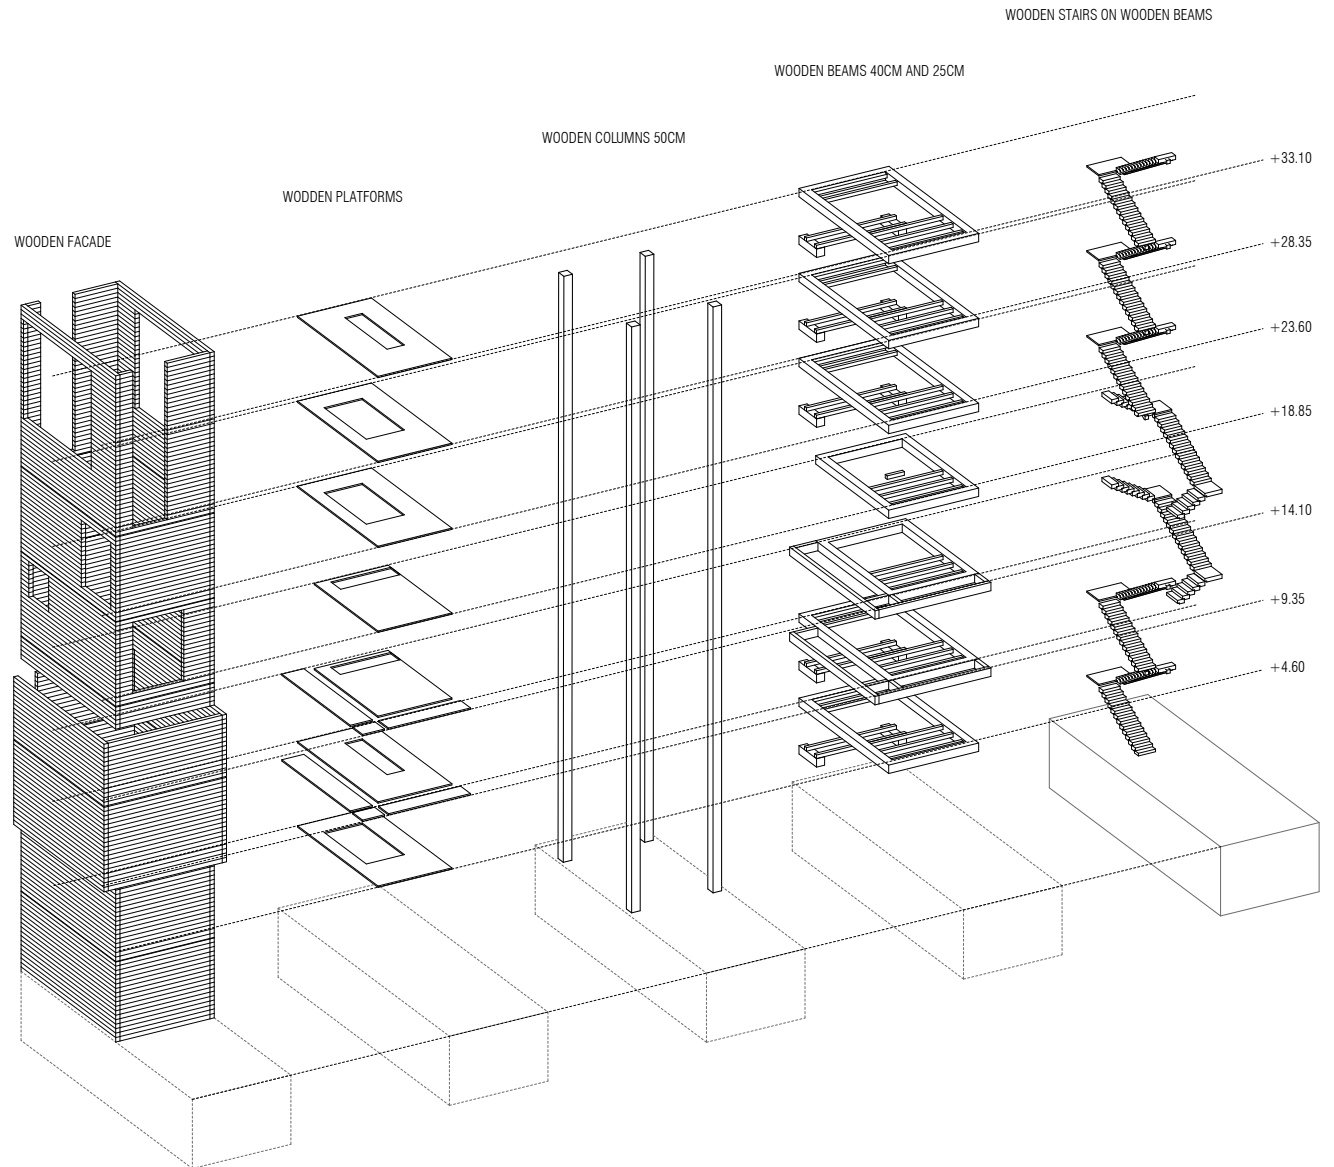 WOODEN STAIRS ON WOODEN BEAMS
WOODEN BEAMS 40CM AND 25CM
WOODEN COLUMNS 50CM
WODDEN PLATFORMS
WOODEN FACADE
+33.10
+28.35
+23.60
+18.85
+14.10
+9.35
+4.60